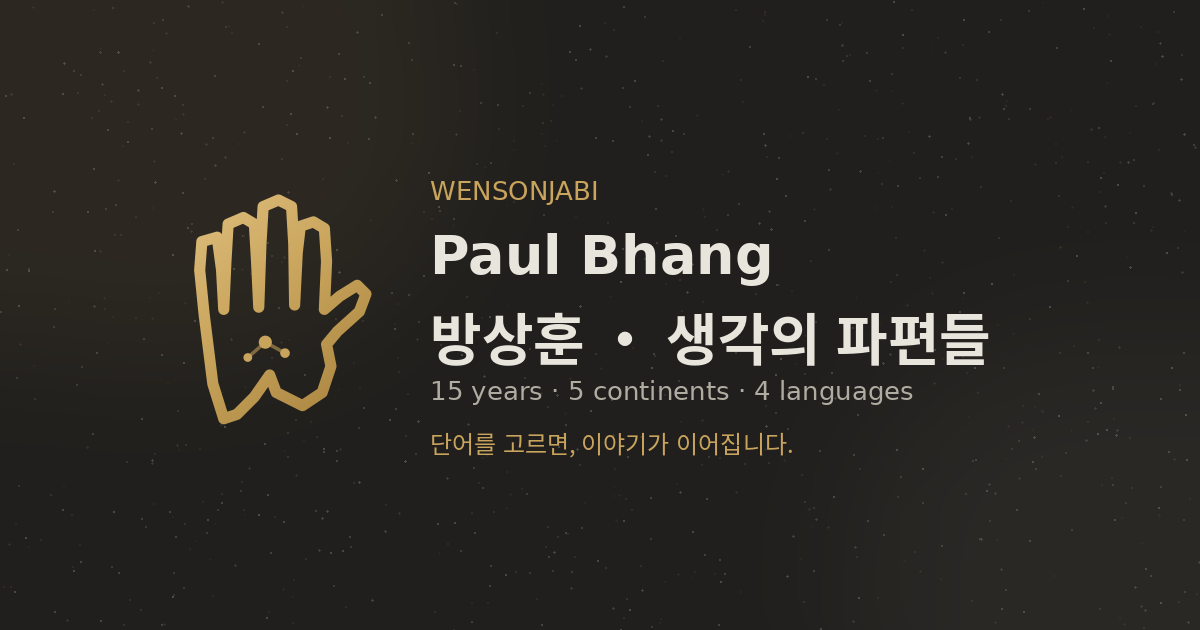 WENSONJABI
Paul Bhang
방상훈 • 생각의 파편들
15 years · 5 continents · 4 languages
단어를 고르면, 이야기가 이어집니다.